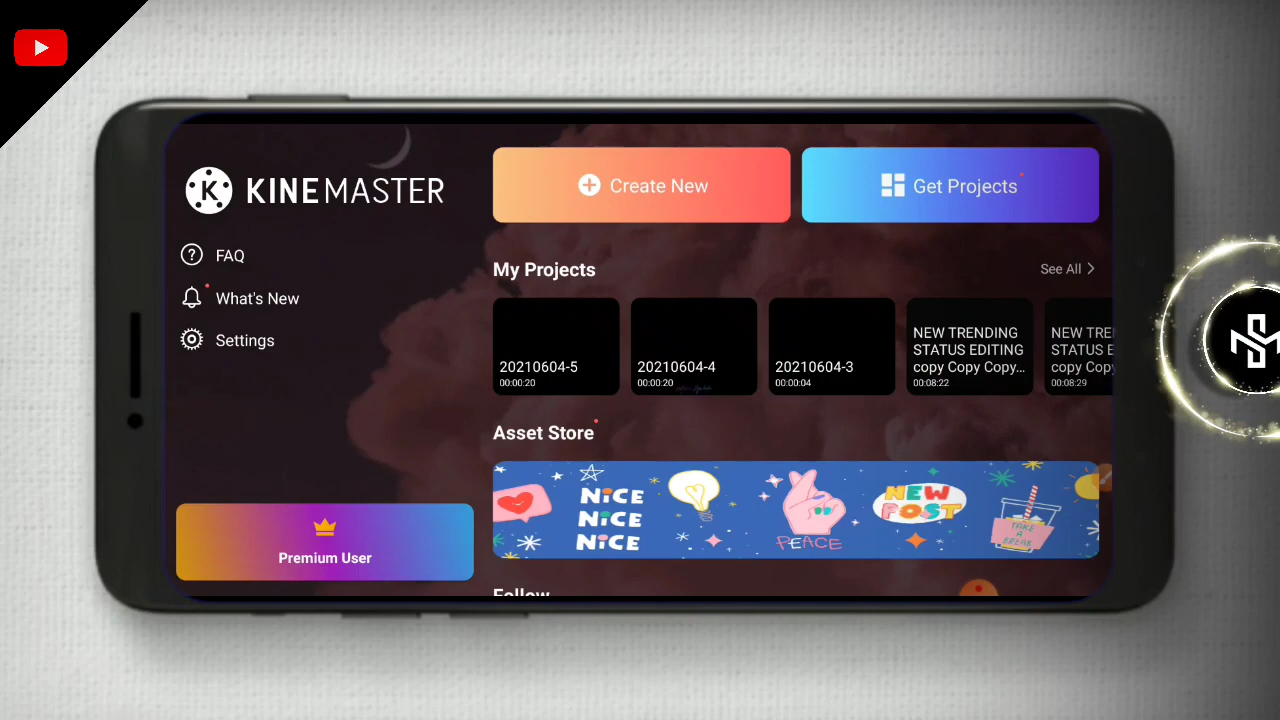 KINEMASTER
FAQ
What's New
Settings
Premium User
Create New
Get Projects
My Projects
See All
20210604-5
00:00:20
20210604-4
00:00:20
20210604-3
00:00:04
NEW TRENDING
STATUS EDITING
copy Copy Copy...
00:08:22
NEW TRE
STATUS E
copy Copy
00:08:29
Asset Store
NiCE
NiCE
NiCE
PEACE
NEW
POST
TAKE
A
BREAK
Follow